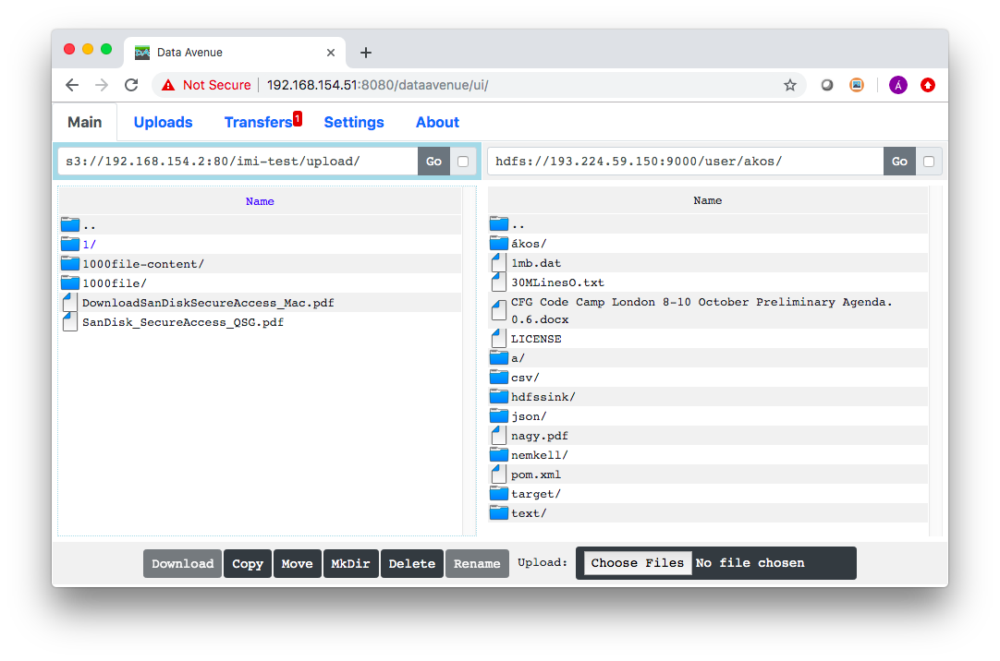 Data Avenue
Not Secure 192.168.154.51:8080/dataavenue/ui/
Á
Main Uploads Transfers 1 Settings About
s3://192.168.154.2:80/imi-test/upload/ Go
hdfs://193.224.59.150:9000/user/akos/ Go
Name
..
1/
1000file-content/
1000file/
DownloadSanDiskSecureAccess_Mac.pdf
SanDisk_SecureAccess_QSG.pdf
Name
..
ákos/
1mb.dat
30MLinesO.txt
CFG Code Camp London 8-10 October Preliminary Agenda.
0.6.docx
LICENSE
a/
csv/
hdfssink/
json/
nagy.pdf
nemkell/
pom.xml
target/
text/
Download Copy Move MkDir Delete Rename Upload: Choose Files No file chosen